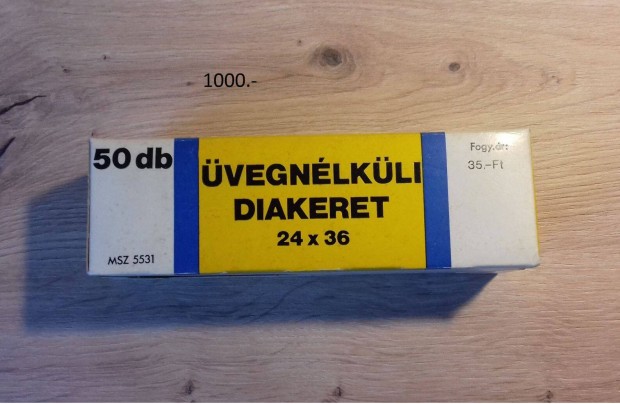 1000.-
50 db
ÜVEGNÉLKÜLI
DIAKERET
24 x 36
MSZ 5531
Fogy.ár:
35.–Ft